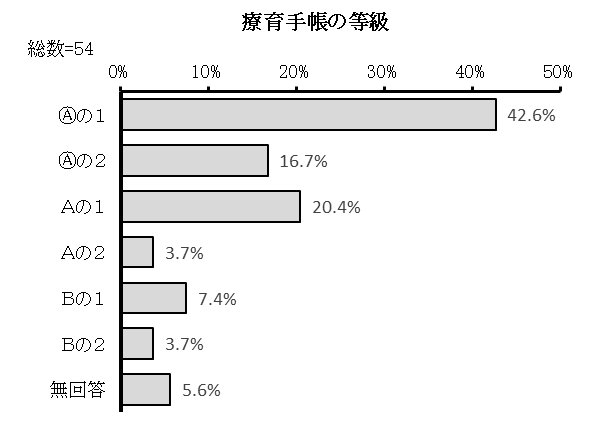 療育手帳の等級
総数=54
0% 10% 20% 30% 40% 50%
Ⓐの１ 42.6%
Ⓐの２ 16.7%
Ａの１ 20.4%
Ａの２ 3.7%
Ｂの１ 7.4%
Ｂの２ 3.7%
無回答 5.6%